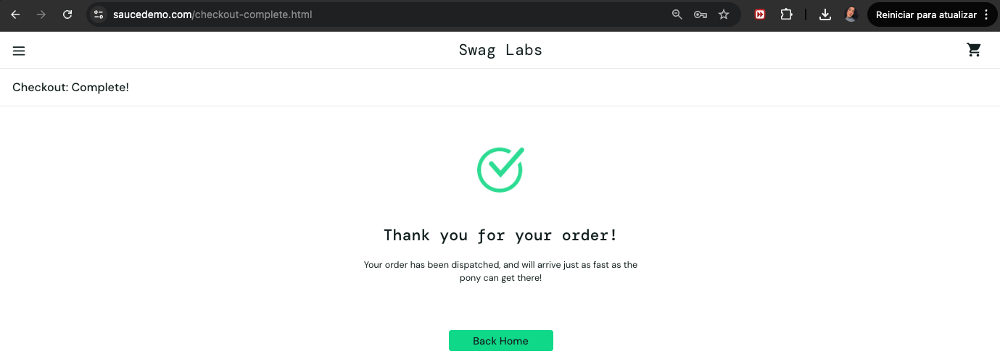 saucedemo.com/checkout-complete.html
Reiniciar para atualizar
Swag Labs
Checkout: Complete!
Thank you for your order!
Your order has been dispatched, and will arrive just as fast as the
pony can get there!
Back Home